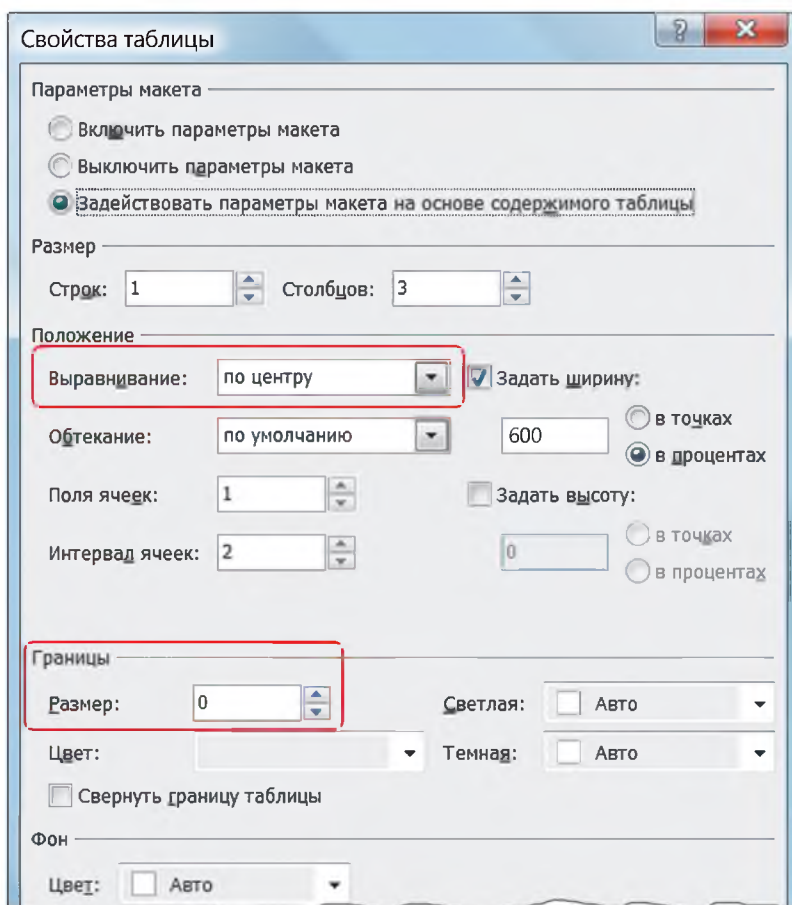 Свойства таблицы
Параметры макета
Включить параметры макета
Выключить параметры макета
Задействовать параметры макета на основе содержимого таблицы
Размер
Строк: 1 Столбцов: 3
Положение
Выравнивание: по центру Задать ширину:
Обтекание: по умолчанию 600 в точках
в процентах
Поля ячеек: 1 Задать высоту:
Интервал ячеек: 2 0 в точках
в процентах
Границы
Размер: 0 Светлая: Авто
Цвет: Темная: Авто
Свернуть границу таблицы
Фон
Цвет: Авто